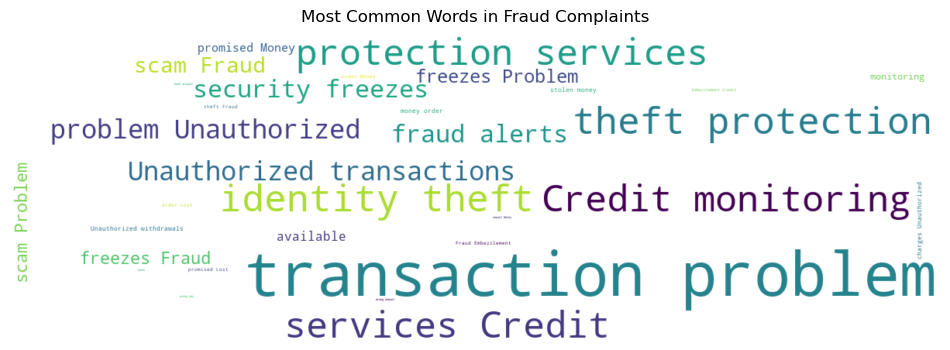 Most Common Words in Fraud Complaints
promised Money
protection services
scam Fraud
freezes Problem
monitoring
security freezes
stolen money
Embezzlement Credit
theft Fraud
money order
theft protection
problem Unauthorized
fraud alerts
Unauthorized transactions
scam Problem
identity theft
Credit monitoring
order Lost
charges Unauthorized
Unauthorized withdrawals
available
Fraud Embezzlement
freezes Fraud
promised Lost
transaction problem
services Credit